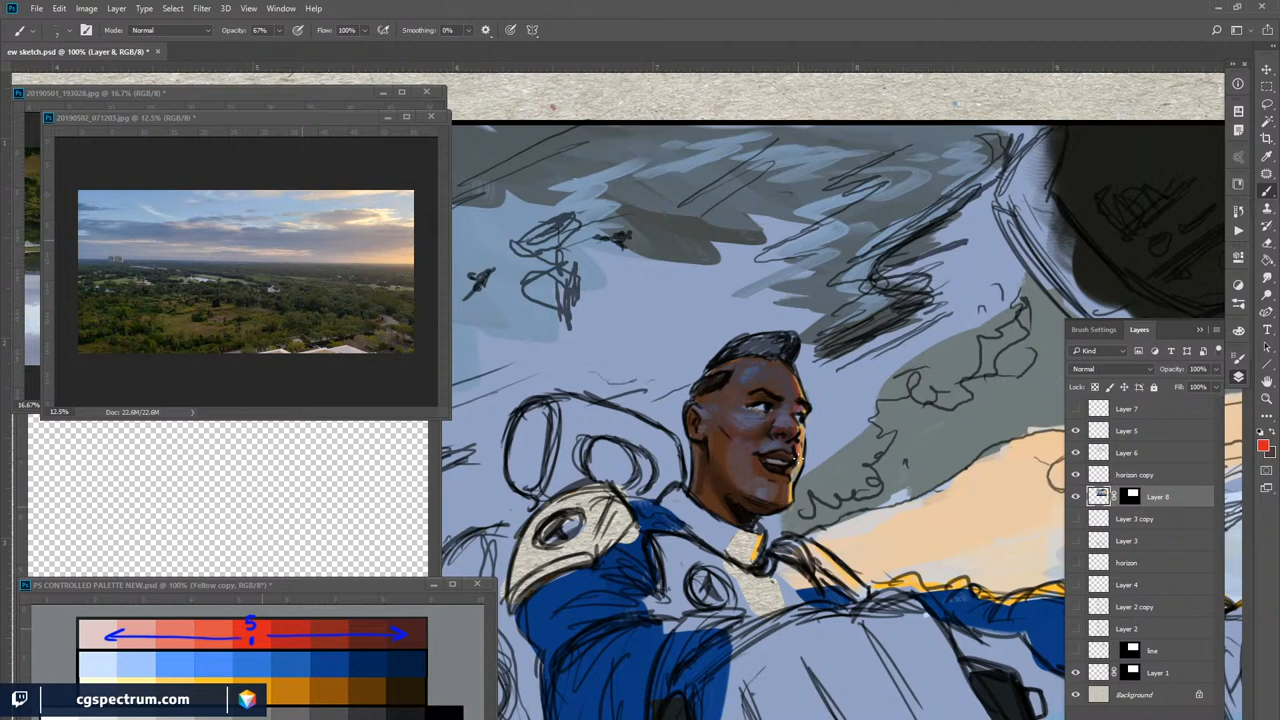 Ps File Edit Image Layer Type Select Filter 3D View Window Help
Mode: Normal Opacity: 67% Flow: 100% Smoothing: 0%
ew sketch.psd @ 100% (Layer 8, RGB/8) *
20190501_193028.jpg @ 16.7% (RGB/8) *
20190502_071203.jpg @ 12.5% (RGB/8) *
16.67%
12.5% Doc: 22.6M/22.6M
Brush Settings Layers
Kind
Normal Opacity: 100%
Lock: Fill: 100%
Layer 7
Layer 5
Layer 6
horizon copy
Layer 8
Layer 3 copy
Layer 3
horizon
Layer 4
Layer 2 copy
Layer 2
line
Layer 1
Background
PS CONTROLLED PALETTE NEW.psd @ 100% (Yellow copy, RGB/8*) *
cgspectrum.com